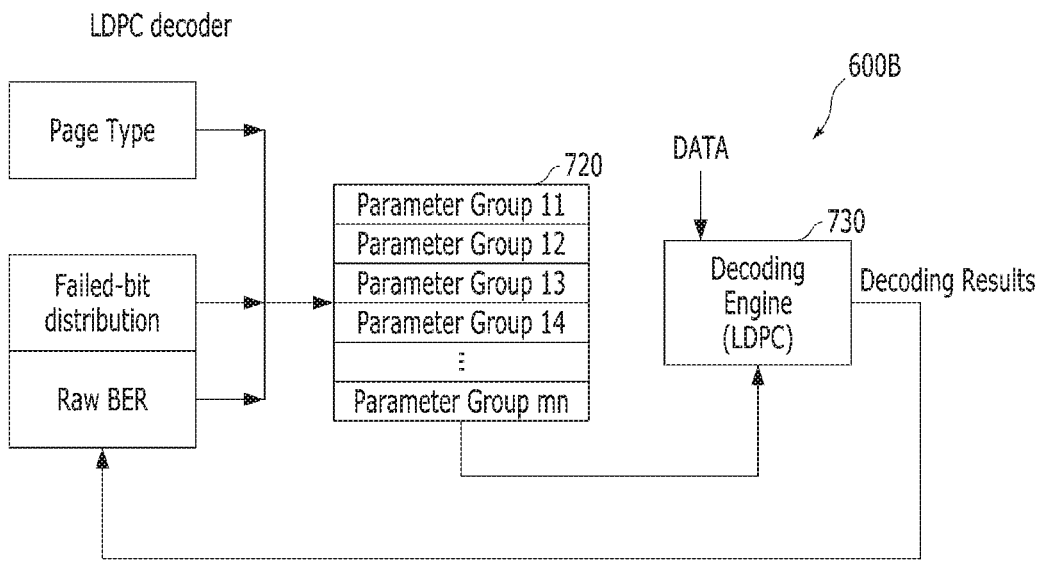 LDPC decoder
600B
Page Type
DATA
720
Parameter Group 11
730
Parameter Group 12
Failed-bit
distribution
Parameter Group 13
Parameter Group 14
⋮
Decoding
Engine
(LDPC)
Decoding Results
Raw BER
Parameter Group mn